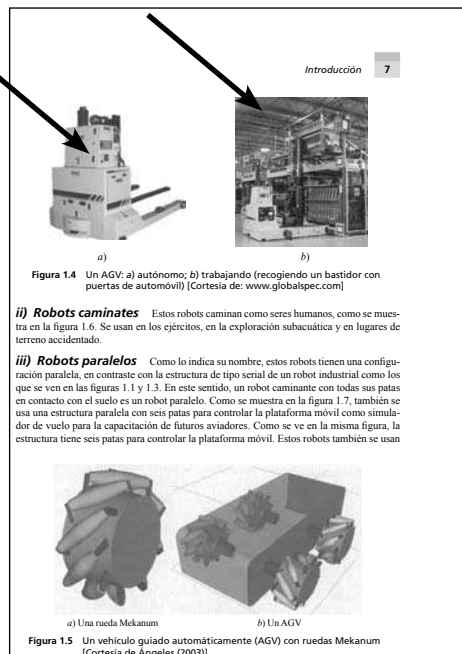 Introducción 7
a)
b)
Figura 1.4 Un AGV: a) autónomo; b) trabajando (recogiendo un bastidor con
puertas de automóvil) [Cortesía de: www.globalspec.com]
ii) Robots caminates Estos robots caminan como seres humanos, como se mues-
tra en la figura 1.6. Se usan en los ejércitos, en la exploración subacuática y en lugares de
terreno accidentado.
iii) Robots paralelos Como lo indica su nombre, estos robots tienen una configu-
ración paralela, en contraste con la estructura de tipo serial de un robot industrial como los
que se ven en las figuras 1.1 y 1.3. En este sentido, un robot caminante con todas sus patas
en contacto con el suelo es un robot paralelo. Como se muestra en la figura 1.7, también se
usa una estructura paralela con seis patas para controlar la plataforma móvil como simula-
dor de vuelo para la capacitación de futuros aviadores. Como se ve en la misma figura, la
estructura tiene seis patas para controlar la plataforma móvil. Estos robots también se usan
a) Una rueda Mekanum
b) Un AGV
Figura 1.5 Un vehículo guiado automáticamente (AGV) con ruedas Mekanum
[Cortesía de Ángeles (2003)]